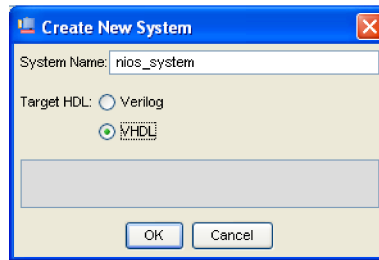 Create New System
System Name: nios_system
Target HDL: Verilog
VHDL
OK Cancel